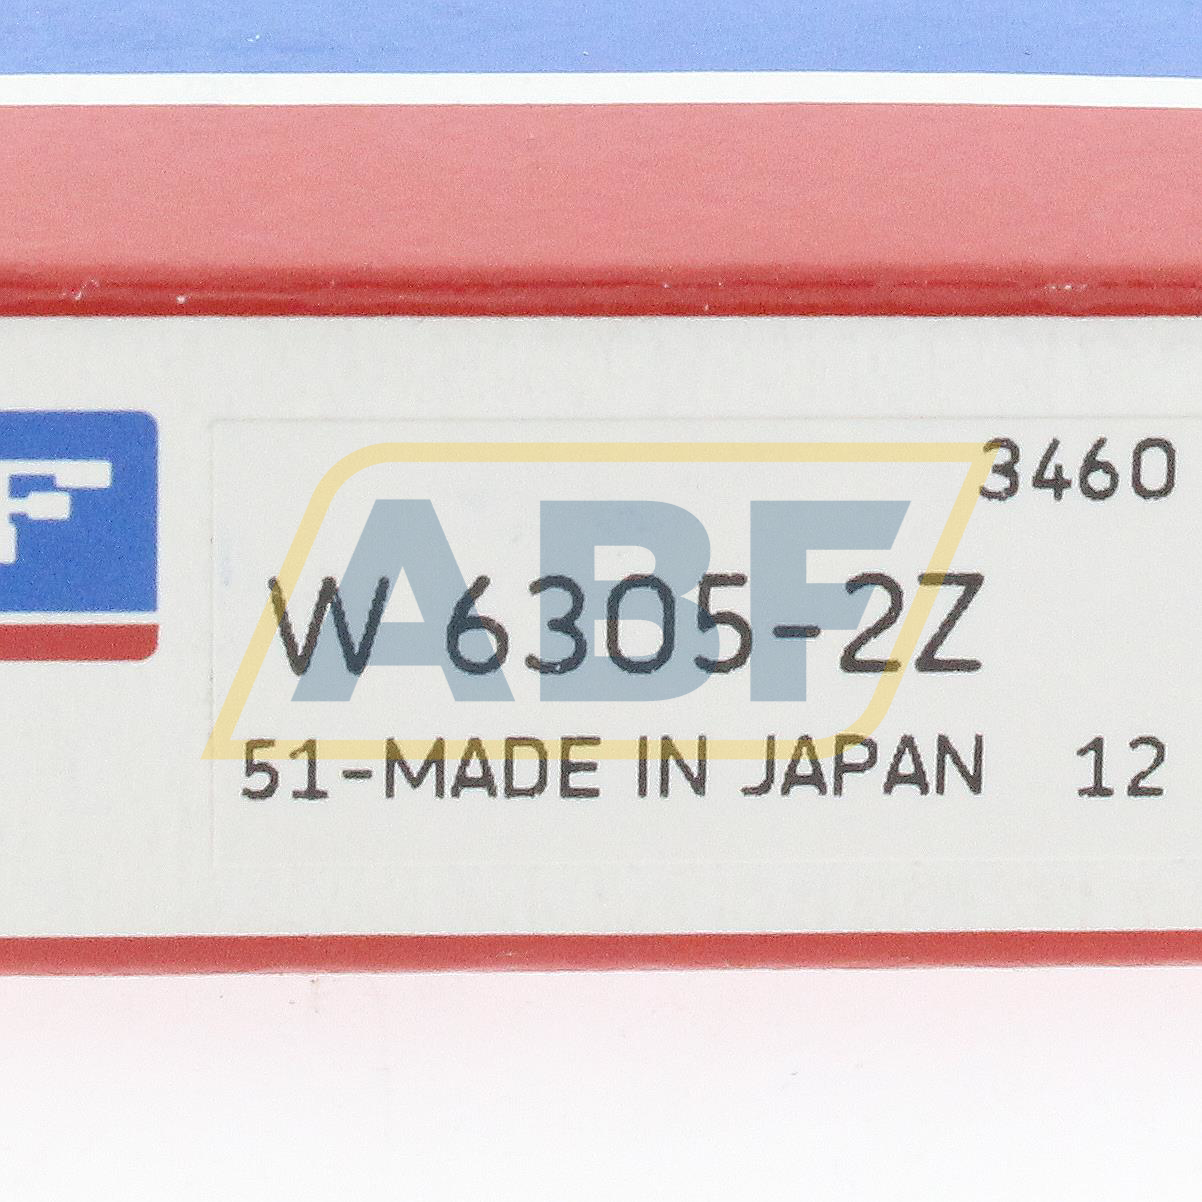 F
3460
ABF
W 6305-2Z
51-MADE IN JAPAN 12